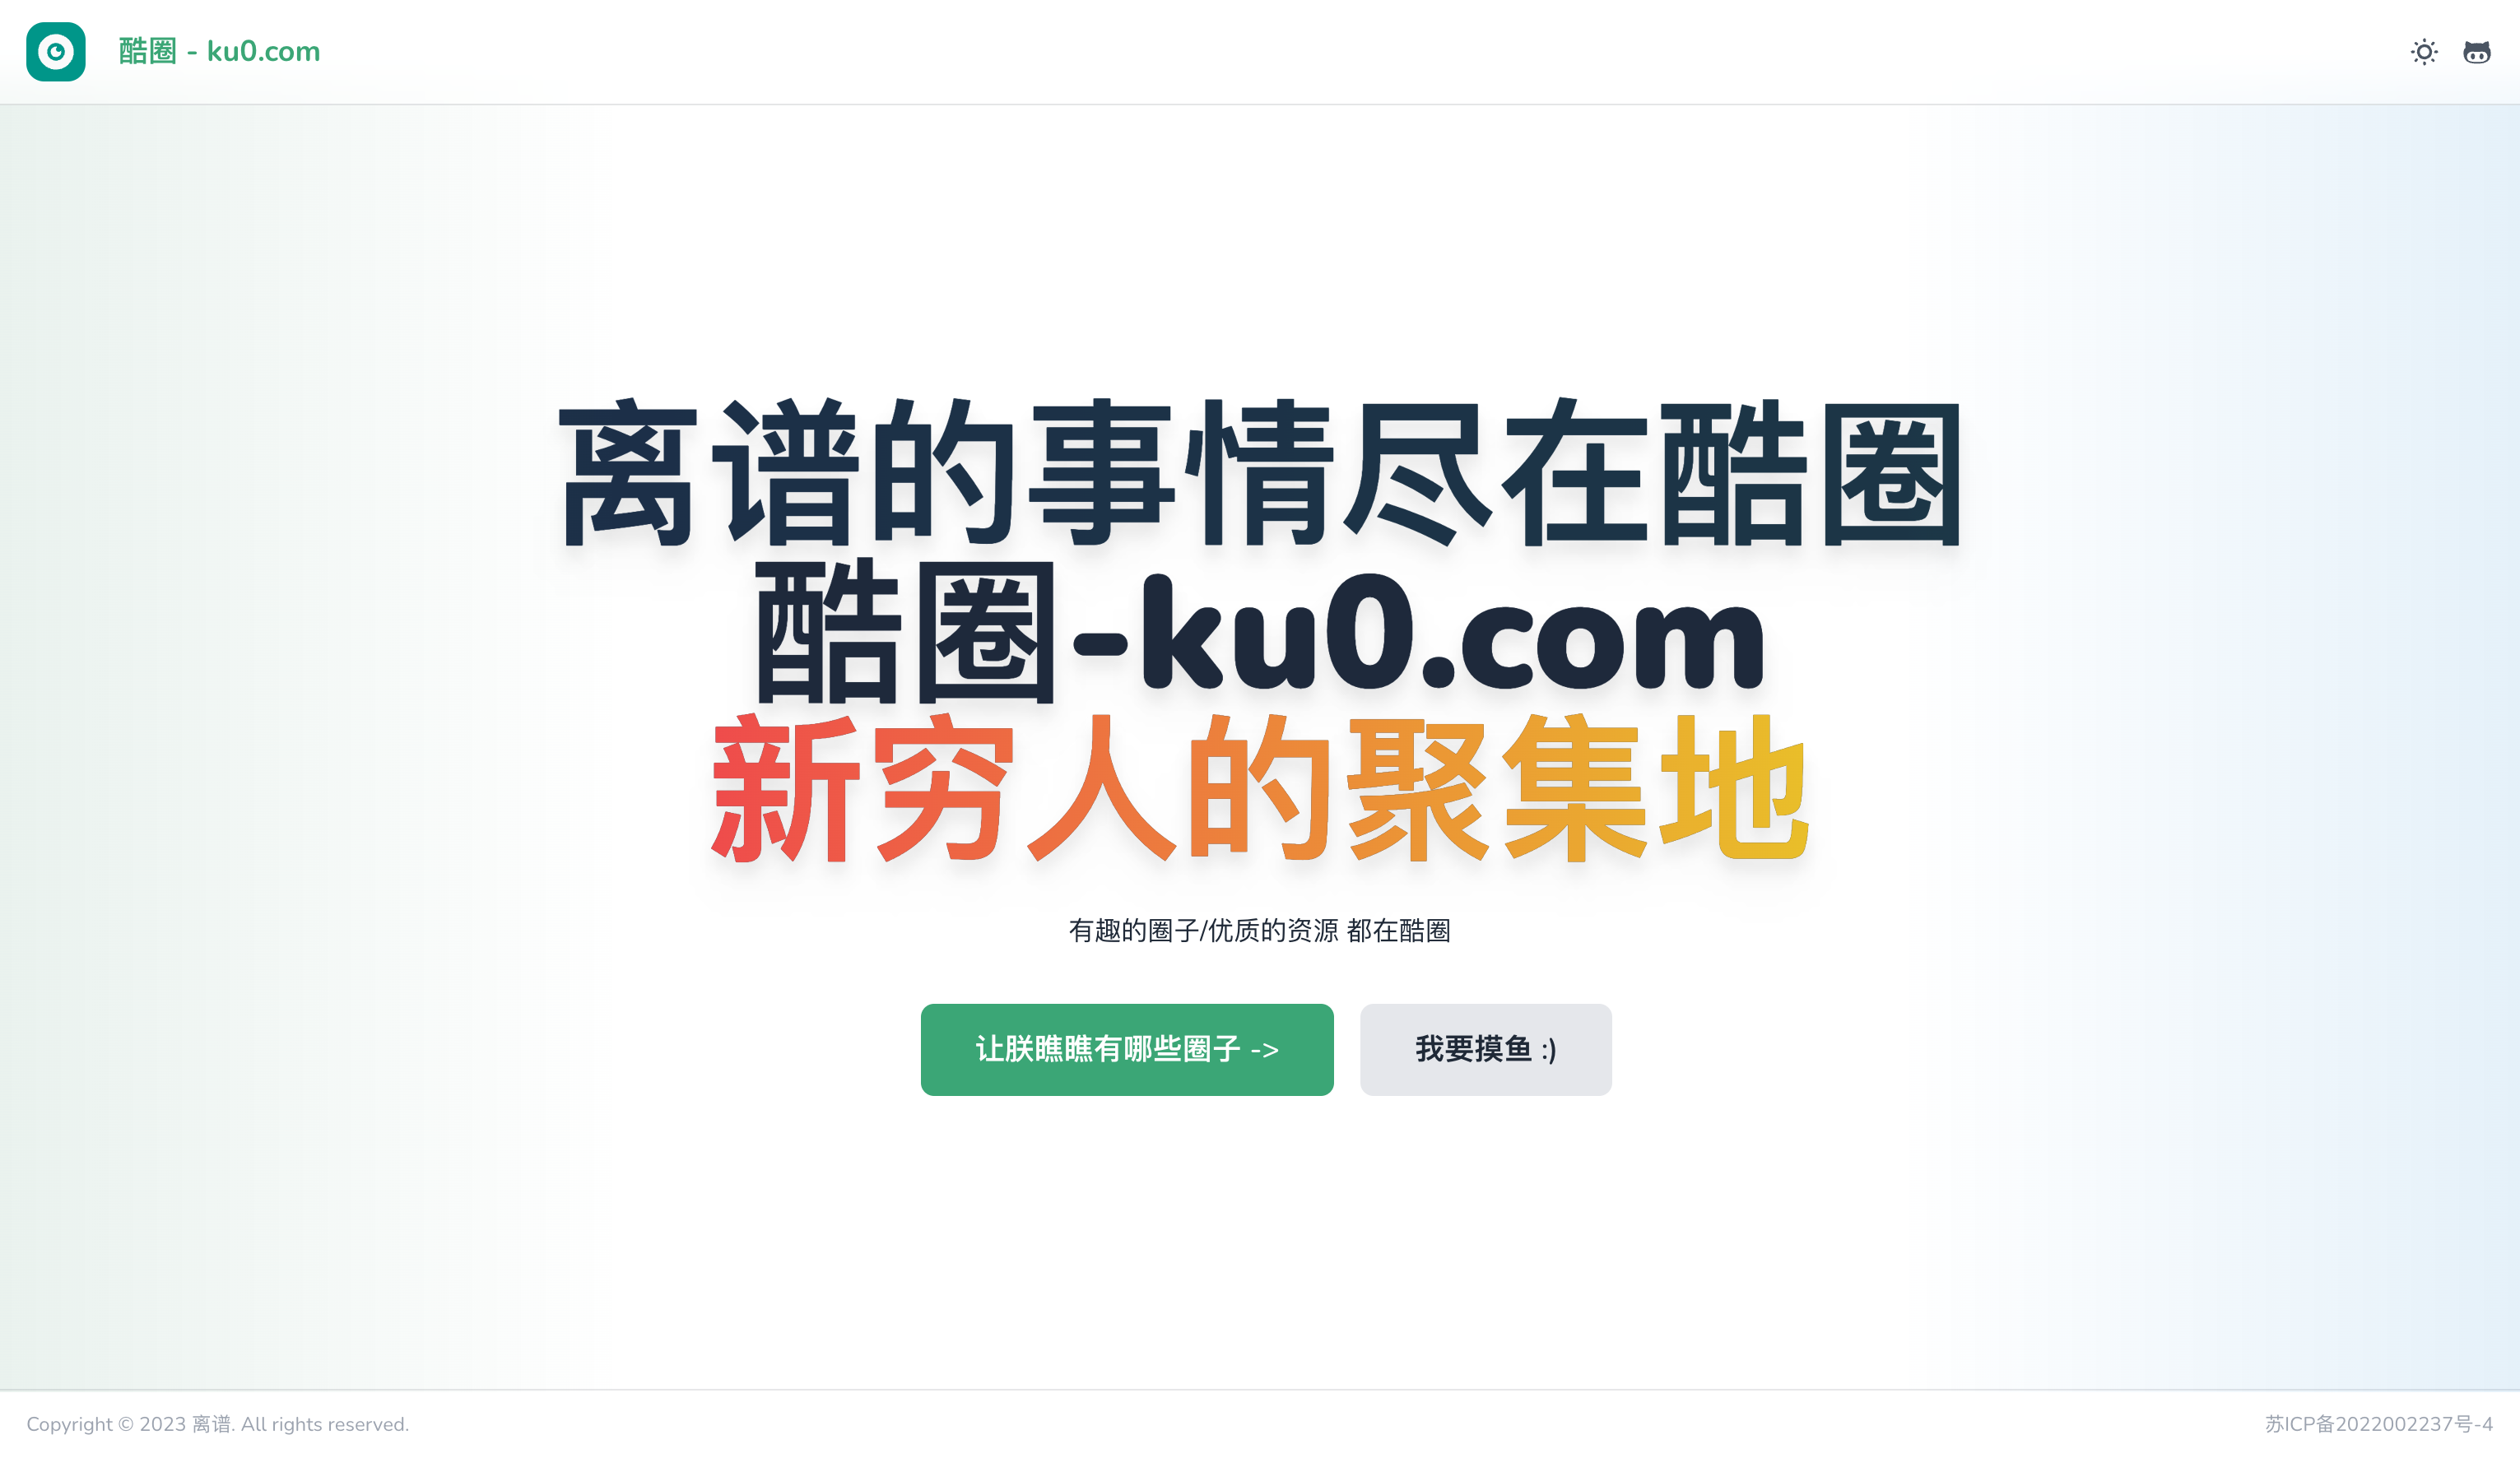 酷圈 - ku0.com
离谱的事情尽在酷圈
酷圈-ku0.com
新穷人的聚集地
有趣的圈子/优质的资源 都在酷圈
让朕瞧瞧有哪些圈子 ->
我要摸鱼 :)
Copyright © 2023 离谱. All rights reserved.
苏ICP备2022002237号-4